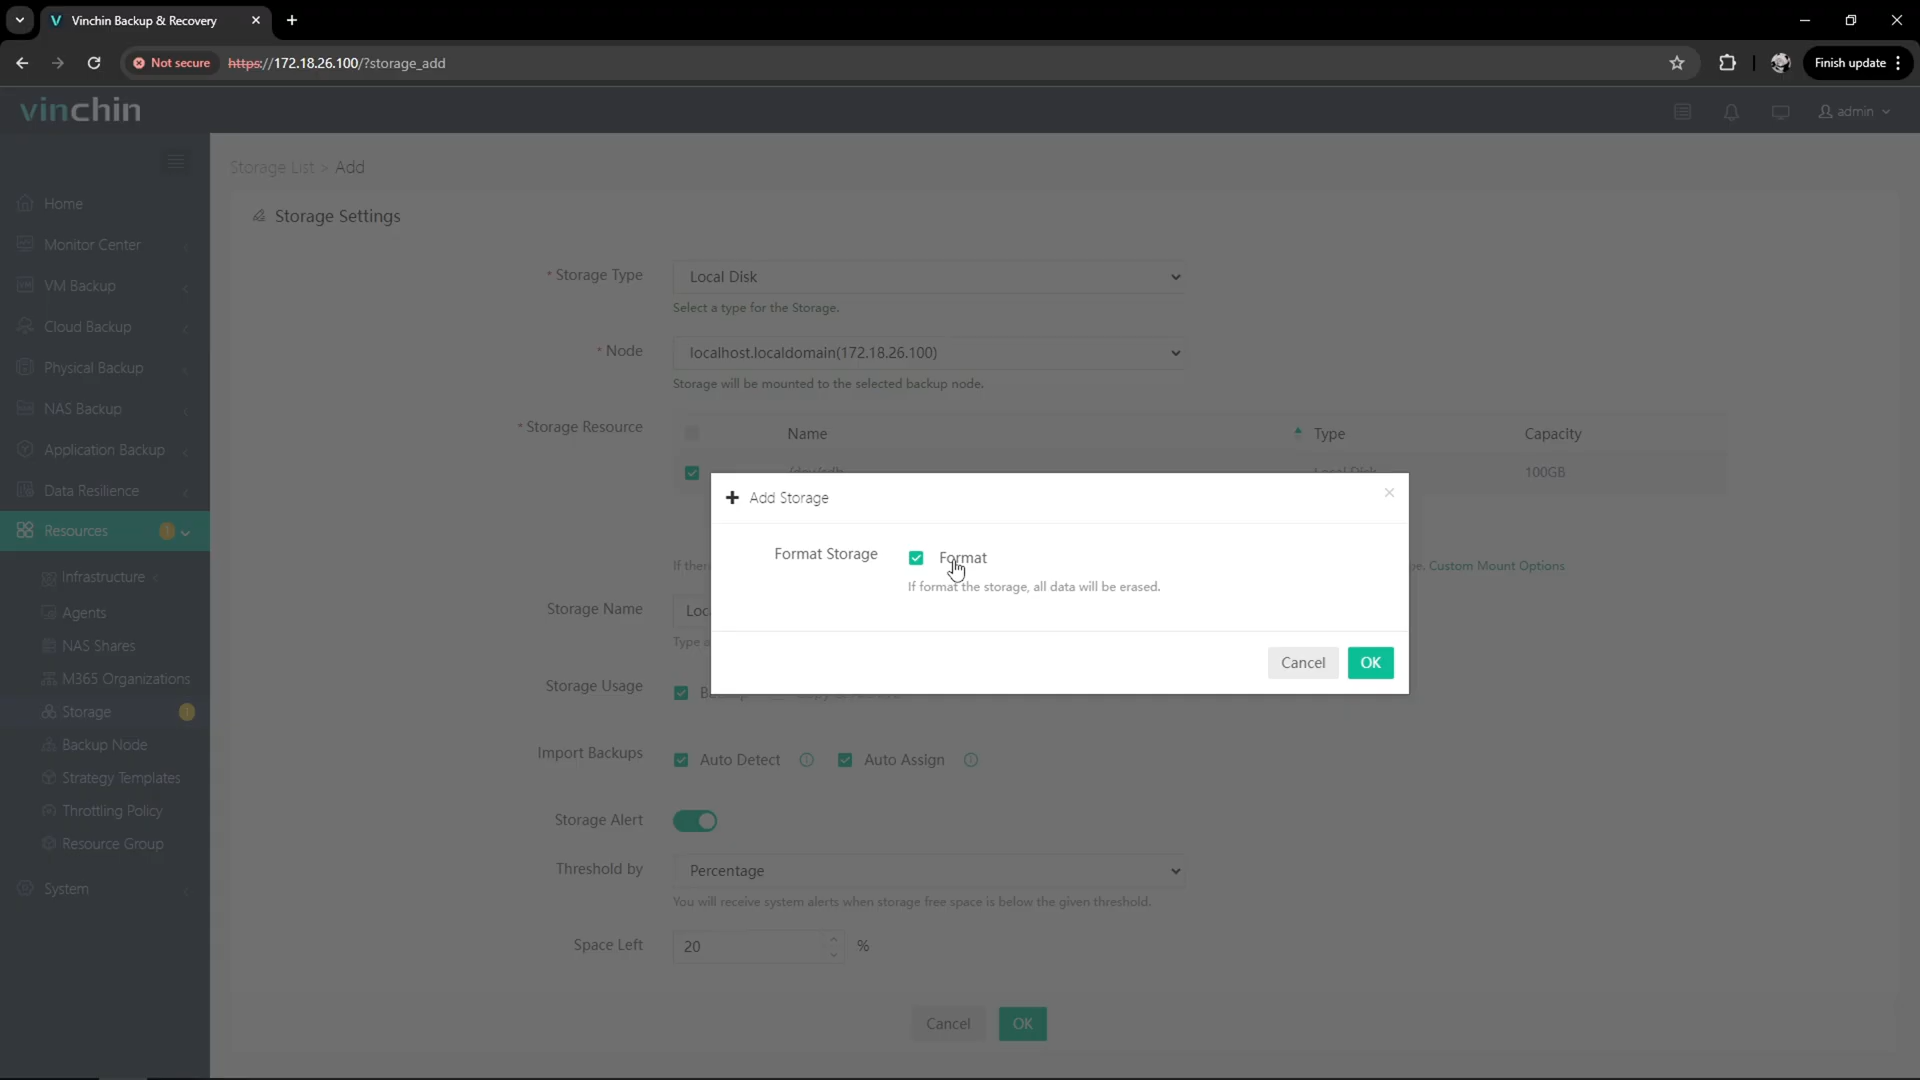 Vinchin Backup & Recovery
Not secure
https://172.18.26.100/?storage_add
Finish update
vinchin
admin
Home
Monitor Center
VM Backup
Cloud Backup
Physical Backup
NAS Backup
Application Backup
Data Resilience
Resources 1
Infrastructure
Agents
NAS Shares
M365 Organizations
Storage
Backup Node
Strategy Templates
Throttling Policy
Resource Group
System
Storage List > Add
Storage Settings
* Storage Type
Local Disk
Select a type for the Storage.
* Node
localhost.localdomain(172.18.26.100)
Storage will be mounted to the selected backup node.
* Storage Resource
Name Type Capacity
Local Disk 100GB
Custom Mount Options
Storage Name
Loc
Type a
Storage Usage
Import Backups
Auto Detect Auto Assign
Storage Alert
Threshold by
Percentage
You will receive system alerts when storage free space is below the given threshold.
Space Left
20 %
Cancel OK
Add Storage
Format Storage
Format
If format the storage, all data will be erased.
Cancel OK